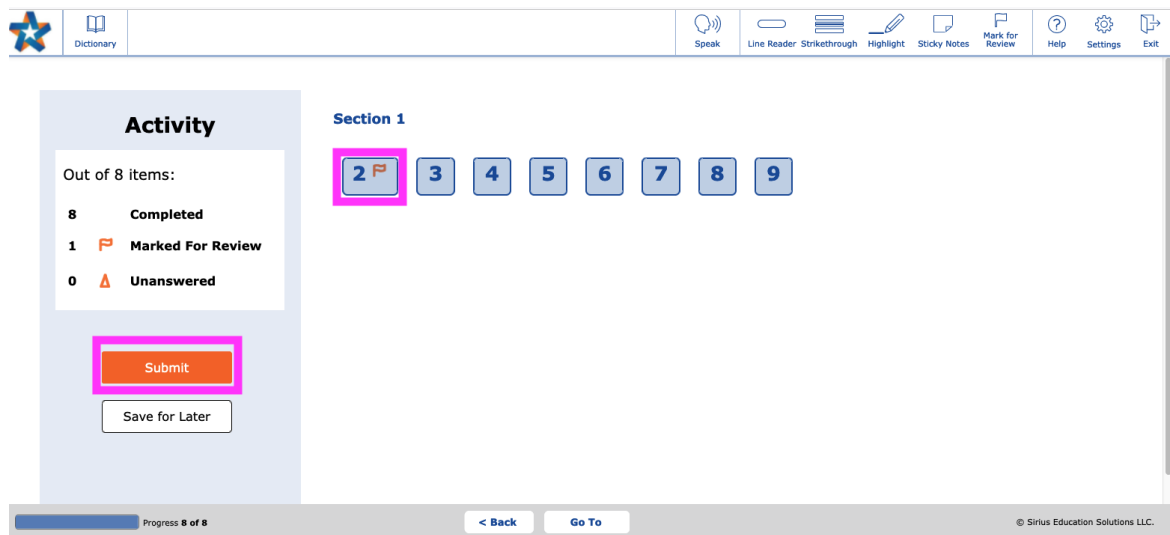 Dictionary
Speak
Line Reader
Strikethrough
Highlight
Sticky Notes
Mark for
Review
Help
Settings
Exit
Activity
Out of 8 items:
8 Completed
1 Marked For Review
0 Unanswered
Submit
Save for Later
Section 1
2 3 4 5 6 7 8 9
Progress 8 of 8
< Back
Go To
© Sirius Education Solutions LLC.